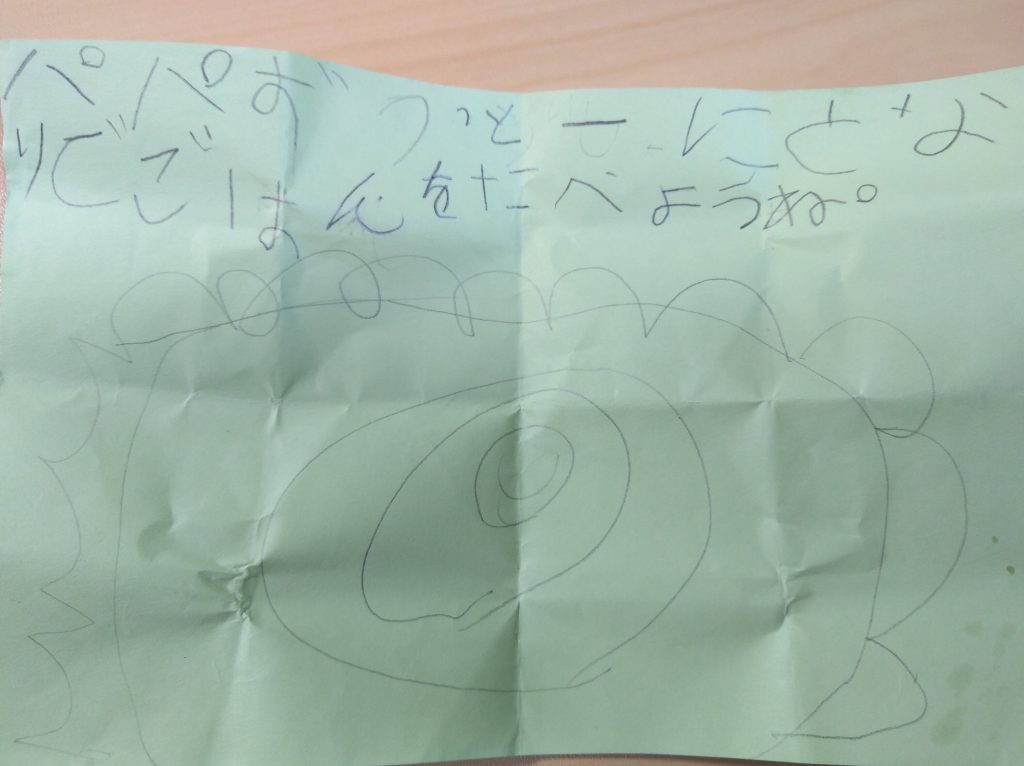 パパずっと一にとな
りでごはんをたべようね。